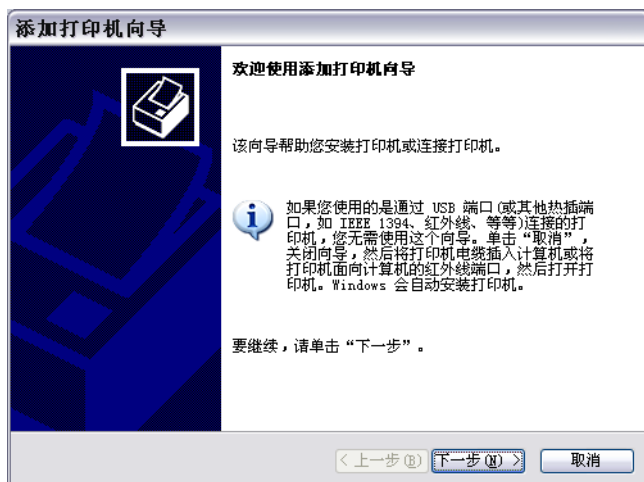 添加打印机向导
欢迎使用添加打印机向导
该向导帮助您安装打印机或连接打印机。
如果您使用的是通过 USB 端口(或其他热插端
口，如 IEEE 1394、红外线、等等)连接的打
印机，您无需使用这个向导。单击“取消”，
关闭向导，然后将打印机电缆插入计算机或将
打印机面向计算机的红外线端口，然后打开打
印机。Windows 会自动安装打印机。
要继续，请单击“下一步”。
< 上一步(B) 下一步(N) > 取消